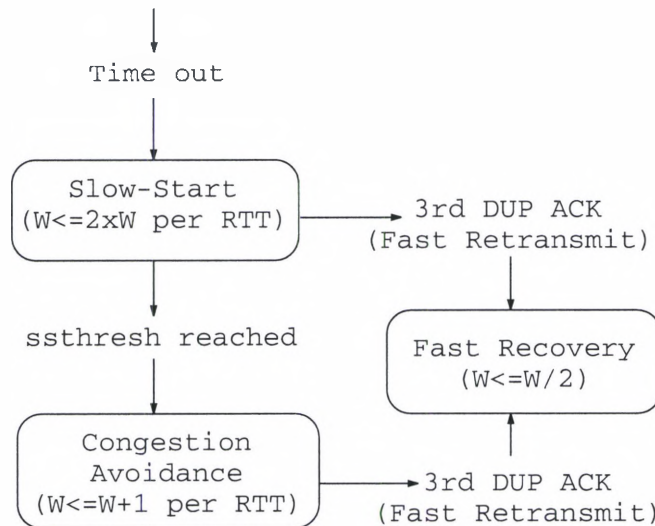 Time out
Slow-Start
(W<=2xW per RTT)
3rd DUP ACK
(Fast Retransmit)
ssthresh reached
Fast Recovery
(W<=W/2)
Congestion
Avoidance
(W<=W+1 per RTT)
3rd DUP ACK
(Fast Retransmit)